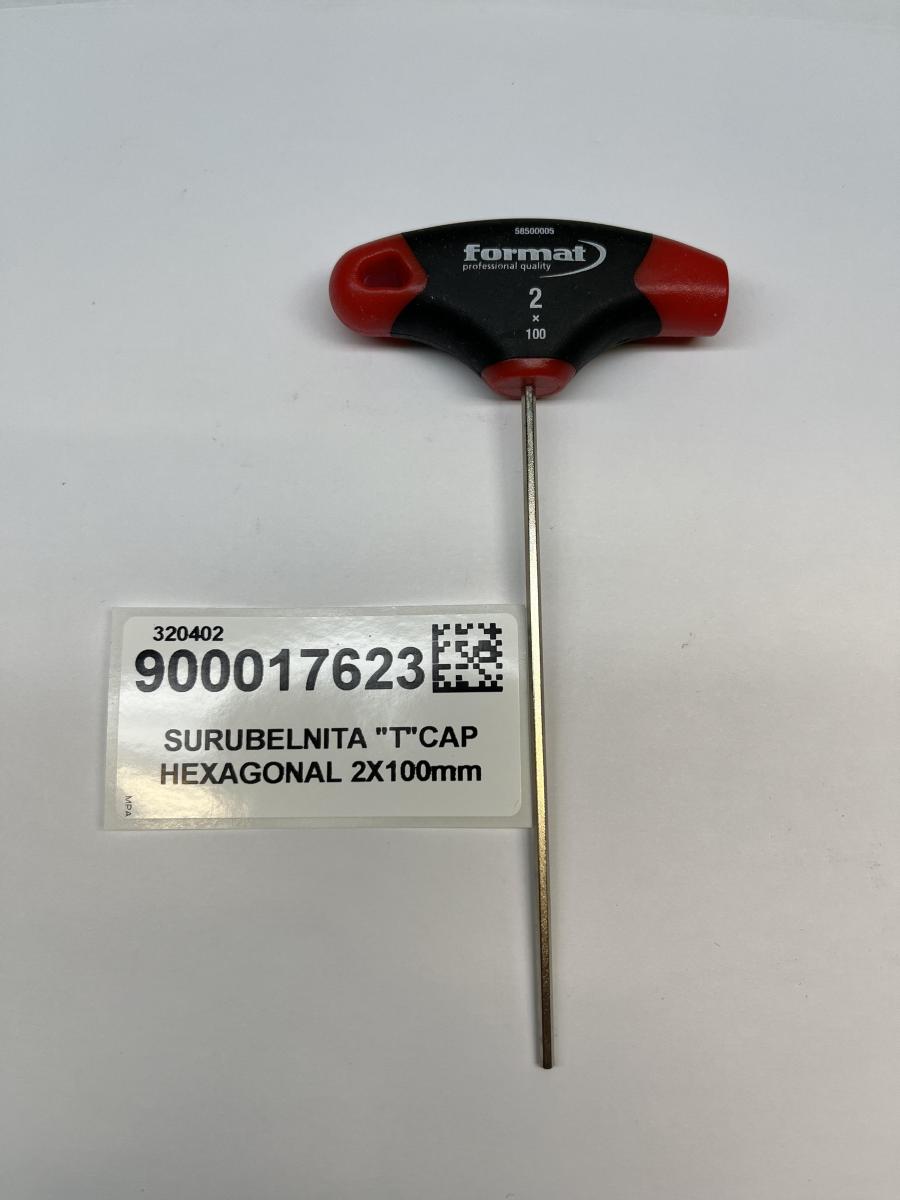 58500005
format
professional quality
2
×
100
320402
900017623
SURUBELNITA "T"CAP
HEXAGONAL 2X100mm
MPA